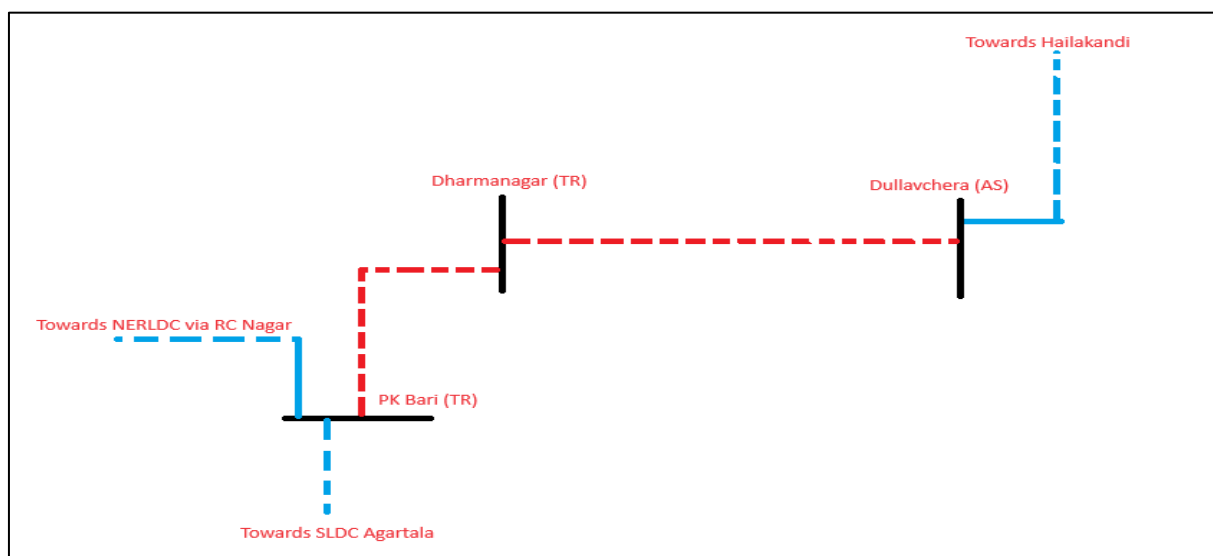 Towards Hailakandi
Dharmanagar (TR)
Dullavchera (AS)
Towards NERLDC via RC Nagar
PK Bari (TR)
Towards SLDC Agartala